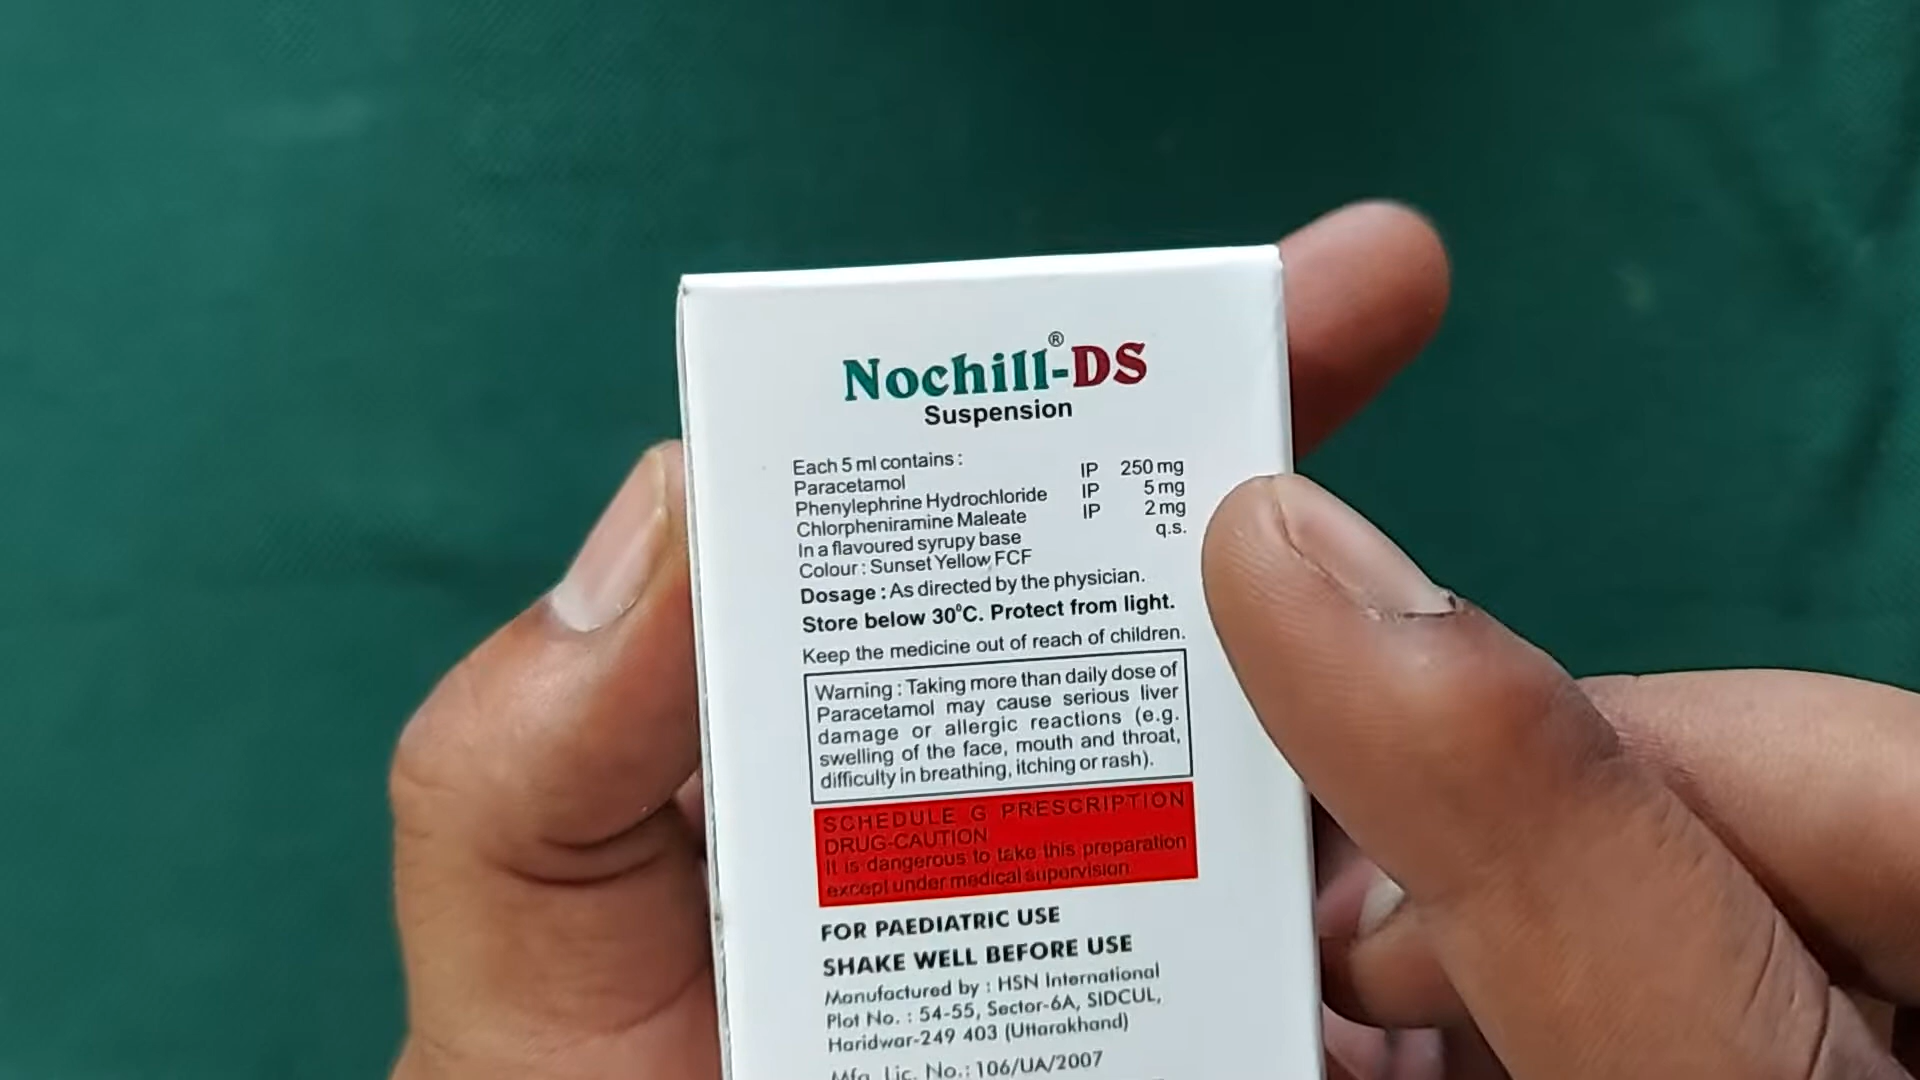 Nochill®-DS
Suspension
Each 5 ml contains :
Paracetamol IP 250 mg
Phenylephrine Hydrochloride IP 5 mg
Chlorpheniramine Maleate IP 2 mg
In a flavoured syrupy base q.s.
Colour : Sunset Yellow FCF
Dosage : As directed by the physician.
Store below 30°C. Protect from light.
Keep the medicine out of reach of children.
Warning : Taking more than daily dose of
Paracetamol may cause serious liver
damage or allergic reactions (e.g.
swelling of the face, mouth and throat,
difficulty in breathing, itching or rash).
SCHEDULE G PRESCRIPTION
DRUG-CAUTION
It is dangerous to take this preparation
except under medical supervision
FOR PAEDIATRIC USE
SHAKE WELL BEFORE USE
Manufactured by : HSN International
Plot No. : 54-55, Sector-6A, SIDCUL,
Haridwar-249 403 (Uttarakhand)
Mfg. Lic. No.: 106/UA/2007